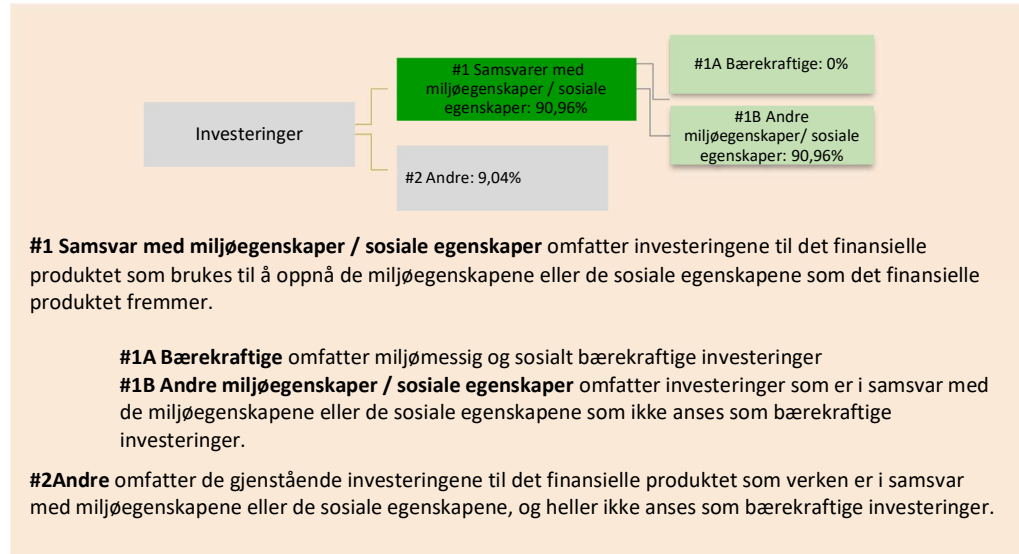 Investeringer
#1 Samsvarer med
miljøegenskaper / sosiale
egenskaper: 90,96%
#2 Andre: 9,04%
#1A Bærekraftige: 0%
#1B Andre
miljøegenskaper/ sosiale
egenskaper: 90,96%
#1 Samsvar med miljøegenskaper / sosiale egenskaper omfatter investeringene til det finansielle
produktet som brukes til å oppnå de miljøegenskapene eller de sosiale egenskapene som det finansielle
produktet fremmer.
#1A Bærekraftige omfatter miljømessig og sosialt bærekraftige investeringer
#1B Andre miljøegenskaper / sosiale egenskaper omfatter investeringer som er i samsvar med
de miljøegenskapene eller de sosiale egenskapene som ikke anses som bærekraftige
investeringer.
#2Andre omfatter de gjenstående investeringene til det finansielle produktet som verken er i samsvar
med miljøegenskapene eller de sosiale egenskapene, og heller ikke anses som bærekraftige investeringer.